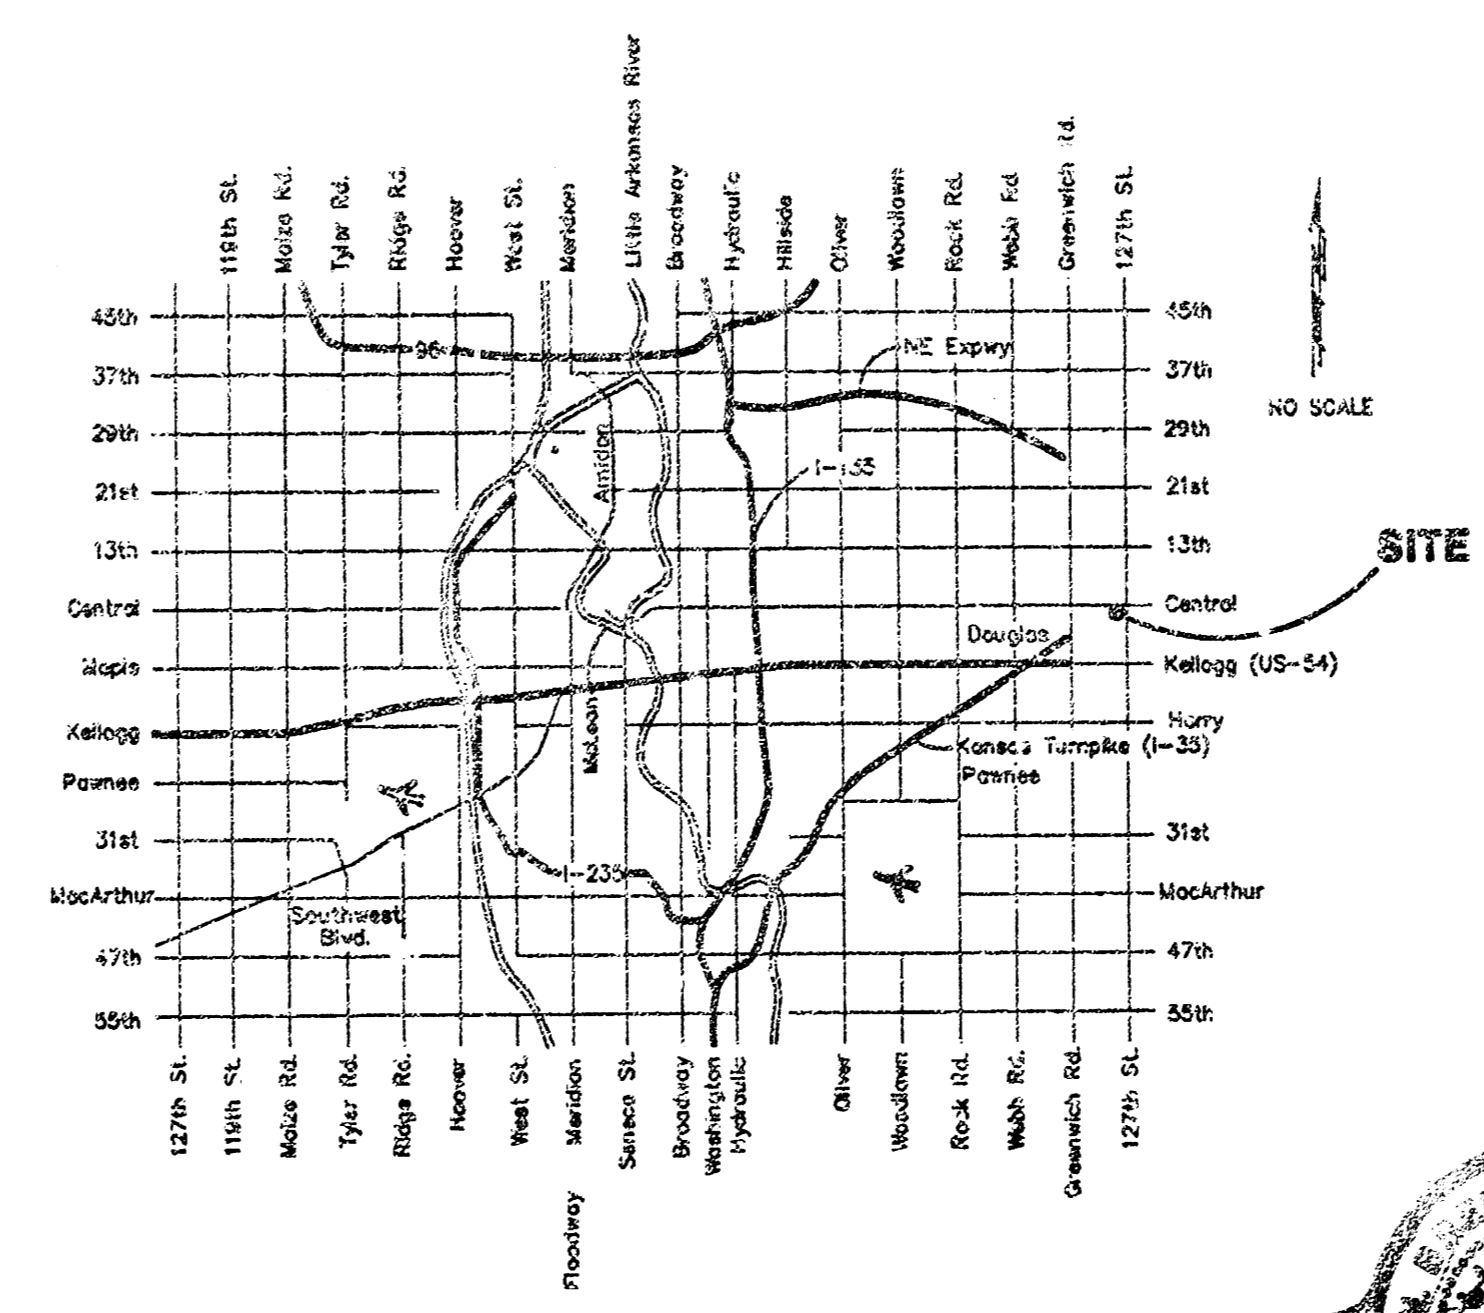 Little Arkansas River
119th St.
Maize Rd.
Tyler Rd.
Ridge Rd.
Hoover
West St.
Meridian
Broadway
Hydraulic
Hillside
Oliver
Woodlawn
Rock Rd.
Webb Rd
Greenwich Rd.
127th St.
45th
45th
96
NE Expwy
37th
37th
NO SCALE
29th
29th
Amidon
I-135
21st
21st
13th
13th
SITE
Central
Central
Douglas
Maple
Kellogg (US-54)
McLean
Harry
Kellogg
Kansas Turnpike (I-35)
Pawnee
Pawnee
31st
31st
I-235
MacArthur
MacArthur
Southwest
Blvd.
47th
47th
55th
55th
127th St.
119th St.
Maize Rd.
Tyler Rd.
Ridge Rd.
Hoover
West St.
Meridian
Seneca St.
Broadway
Washington
Hydraulic
Oliver
Woodlawn
Rock Rd.
Webb Rd.
Greenwich Rd.
127th St.
Floodway